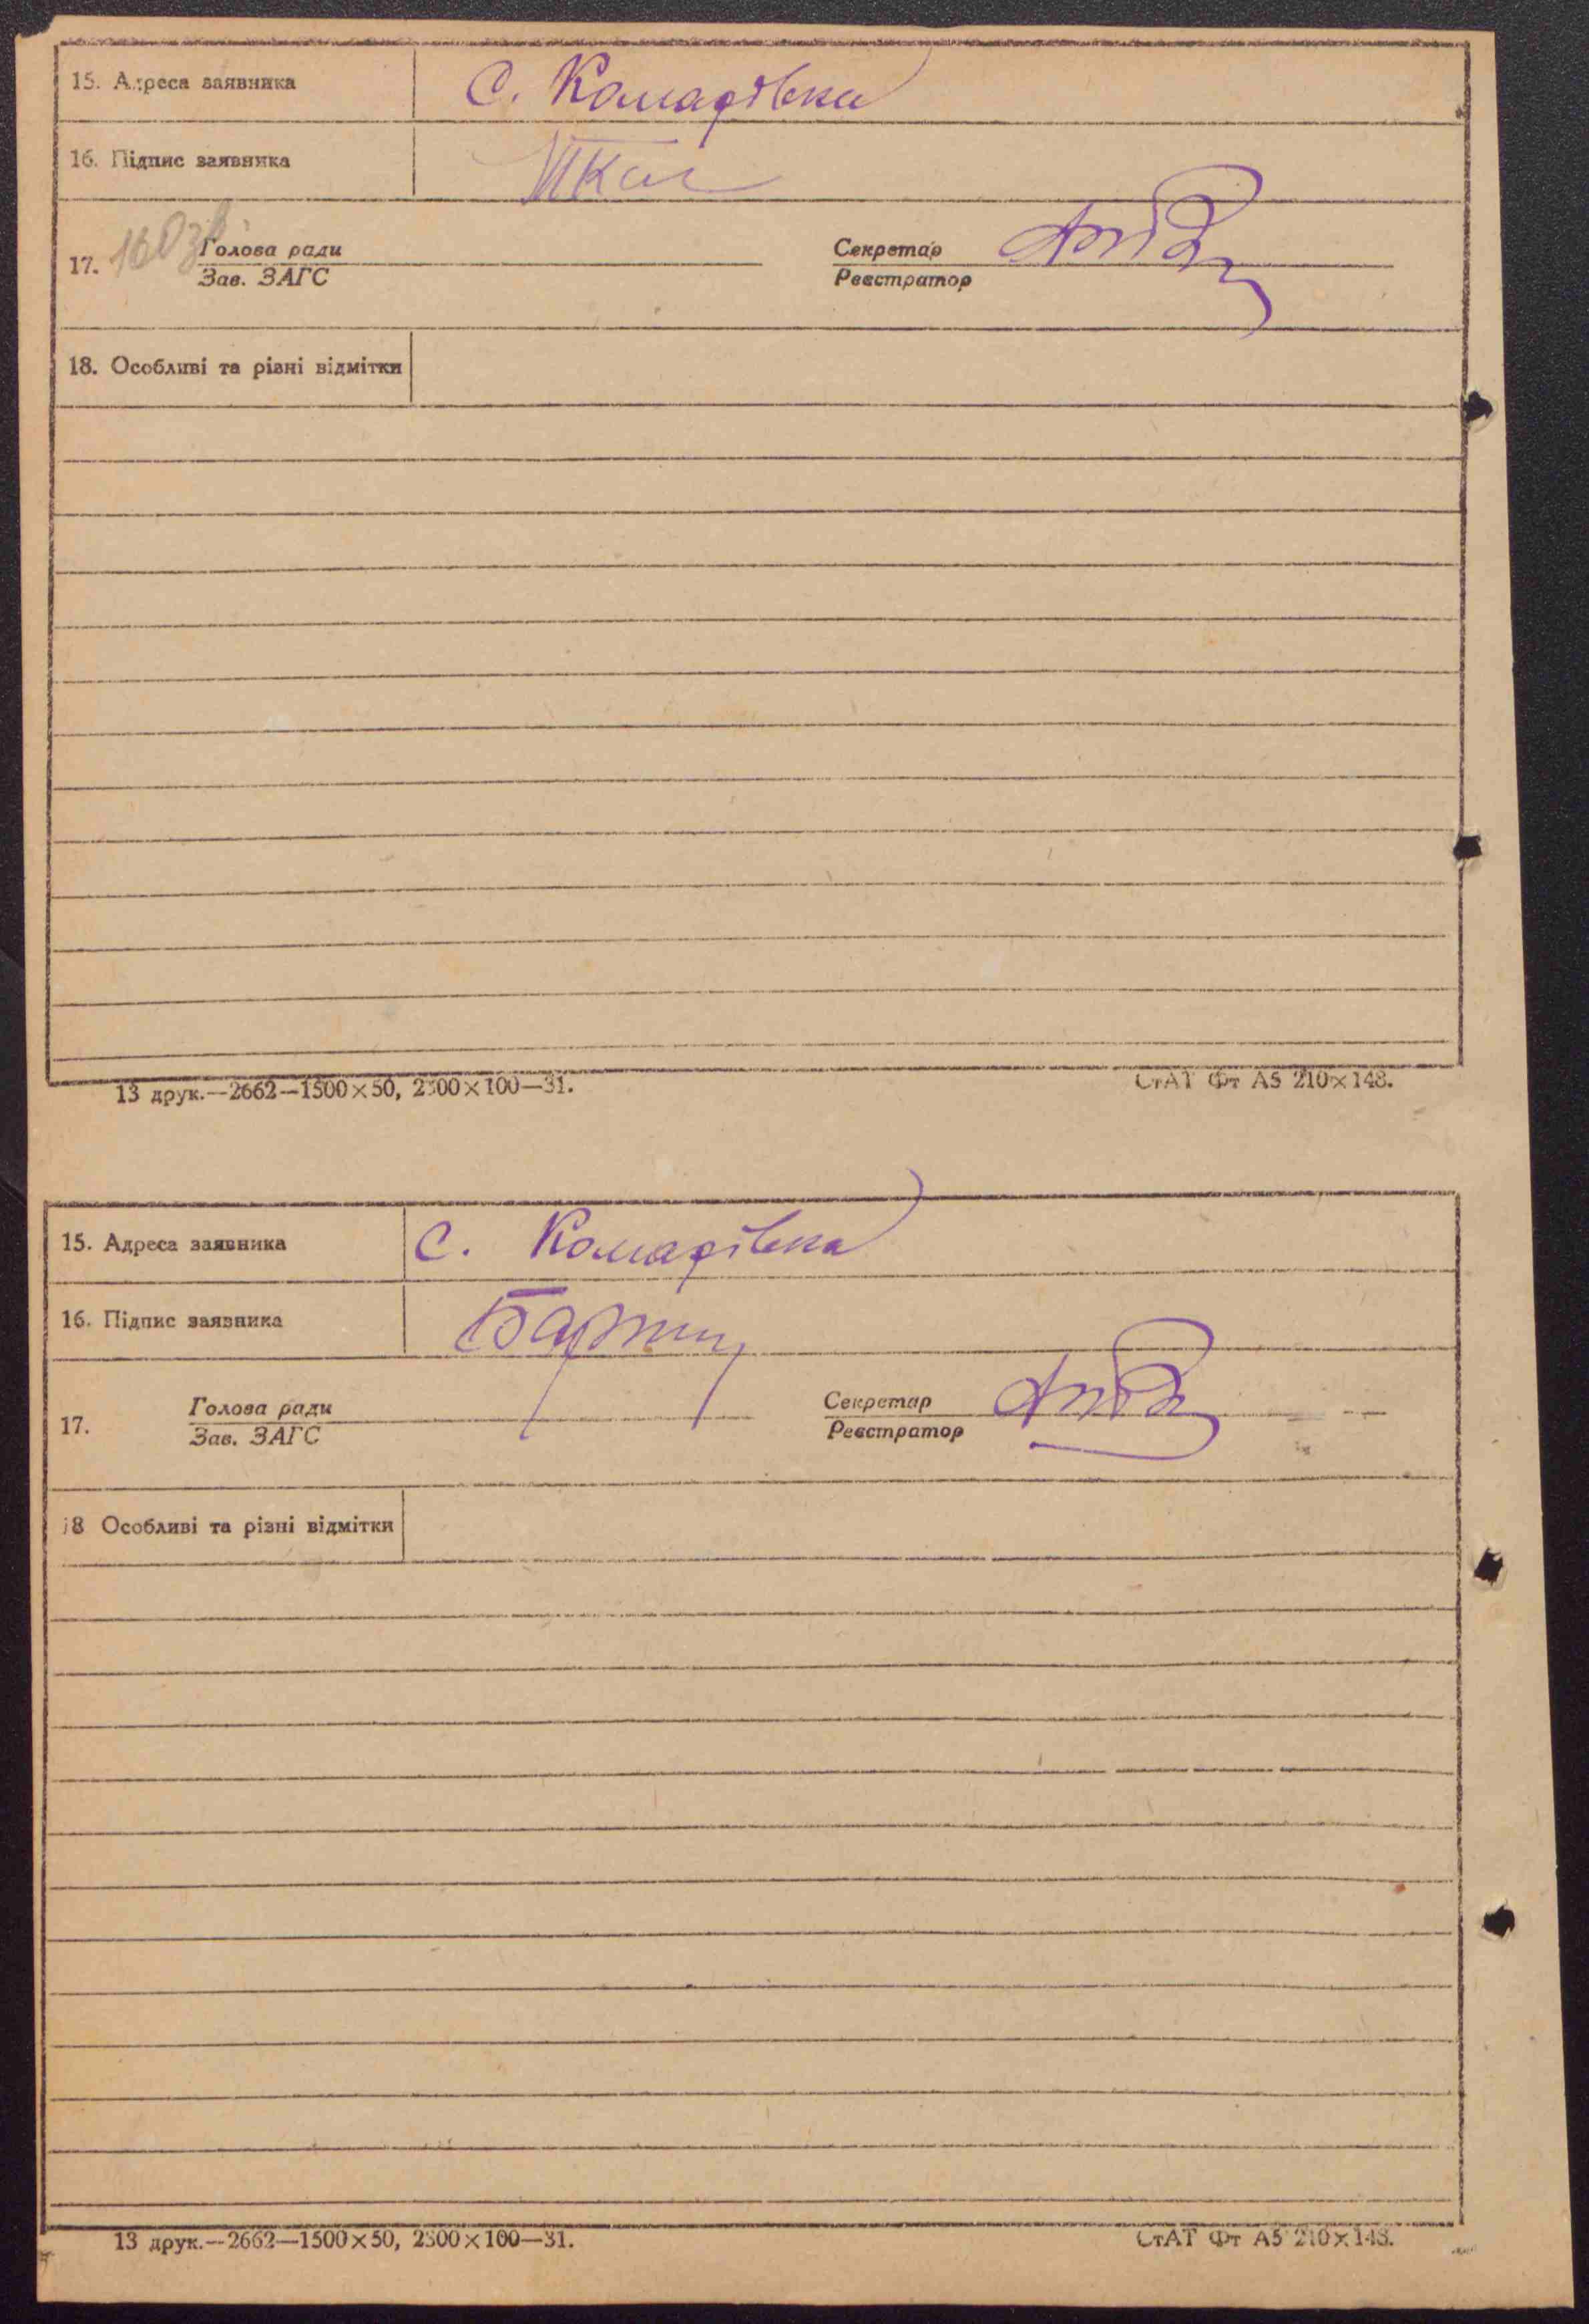 15. Адреса заявника С. Комарівка
16. Підпис заявника
17. Голова ради Секретар
Зав. ЗАГС Реєстратор
18. Особливі та різні відмітки
13 друк.—2662—1500×50, 2300×100—31. СтАТ Фт А5 210×148.
15. Адреса заявника С. Комарівка
16. Підпис заявника
17. Голова ради Секретар
Зав. ЗАГС Реєстратор
18 Особливі та різні відмітки
13 друк.—2662—1500×50, 2300×100—31. СтАТ Фт А5 210×148.